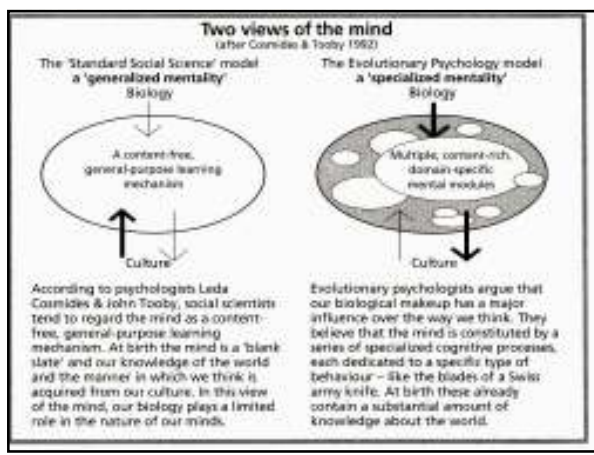 Two views of the mind
(after Cosmides & Tooby 1992)
The 'Standard Social Science' model
a 'generalized mentality'
Biology
A content-free,
general-purpose learning
mechanism
Culture
According to psychologists Leda
Cosmides & John Tooby, social scientists
tend to regard the mind as a content-
free, general-purpose learning
mechanism. At birth the mind is a 'blank
slate' and our knowledge of the world
and the manner in which we think is
acquired from our culture. In this view
of the mind, our biology plays a limited
role in the nature of our minds.
The Evolutionary Psychology model
a 'specialized mentality'
Biology
Multiple, content-rich,
domain-specific
mental modules
Culture
Evolutionary psychologists argue that
our biological makeup has a major
influence over the way we think. They
believe that the mind is constituted by a
series of specialized cognitive processes,
each dedicated to a specific type of
behaviour – like the blades of a Swiss
army knife. At birth these already
contain a substantial amount of
knowledge about the world.